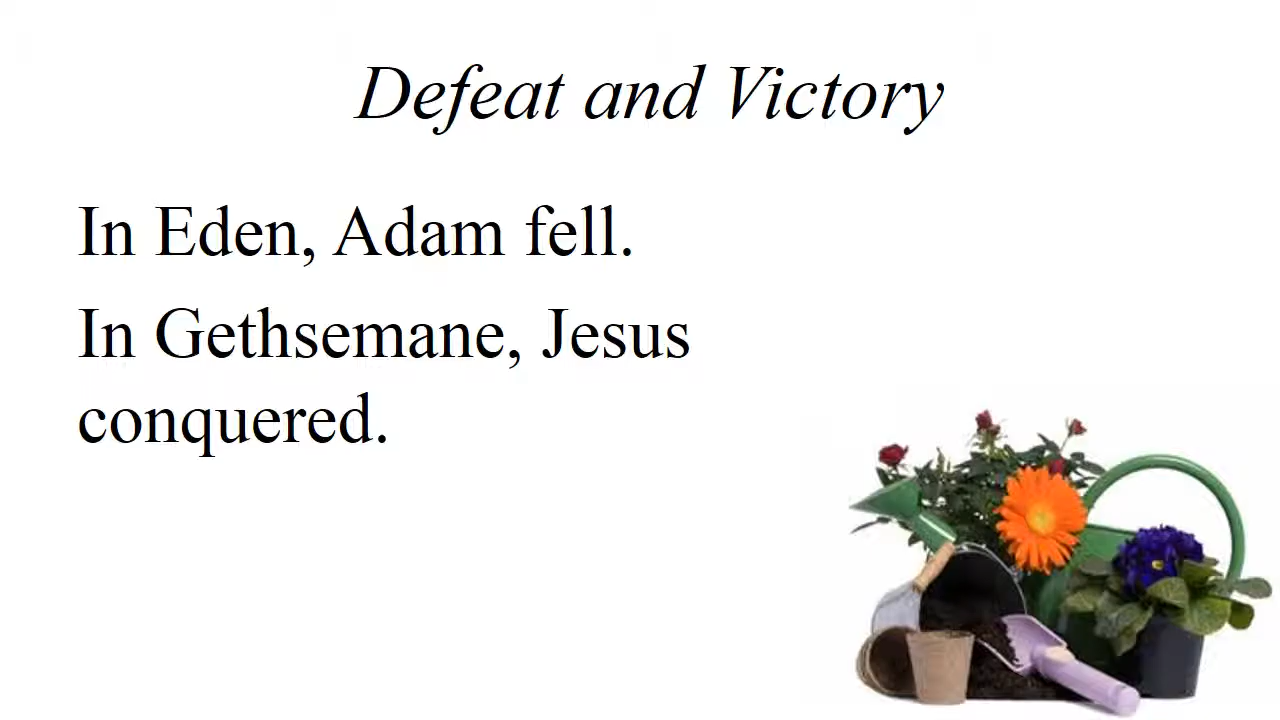 Defeat and Victory
In Eden, Adam fell.
In Gethsemane, Jesus
conquered.